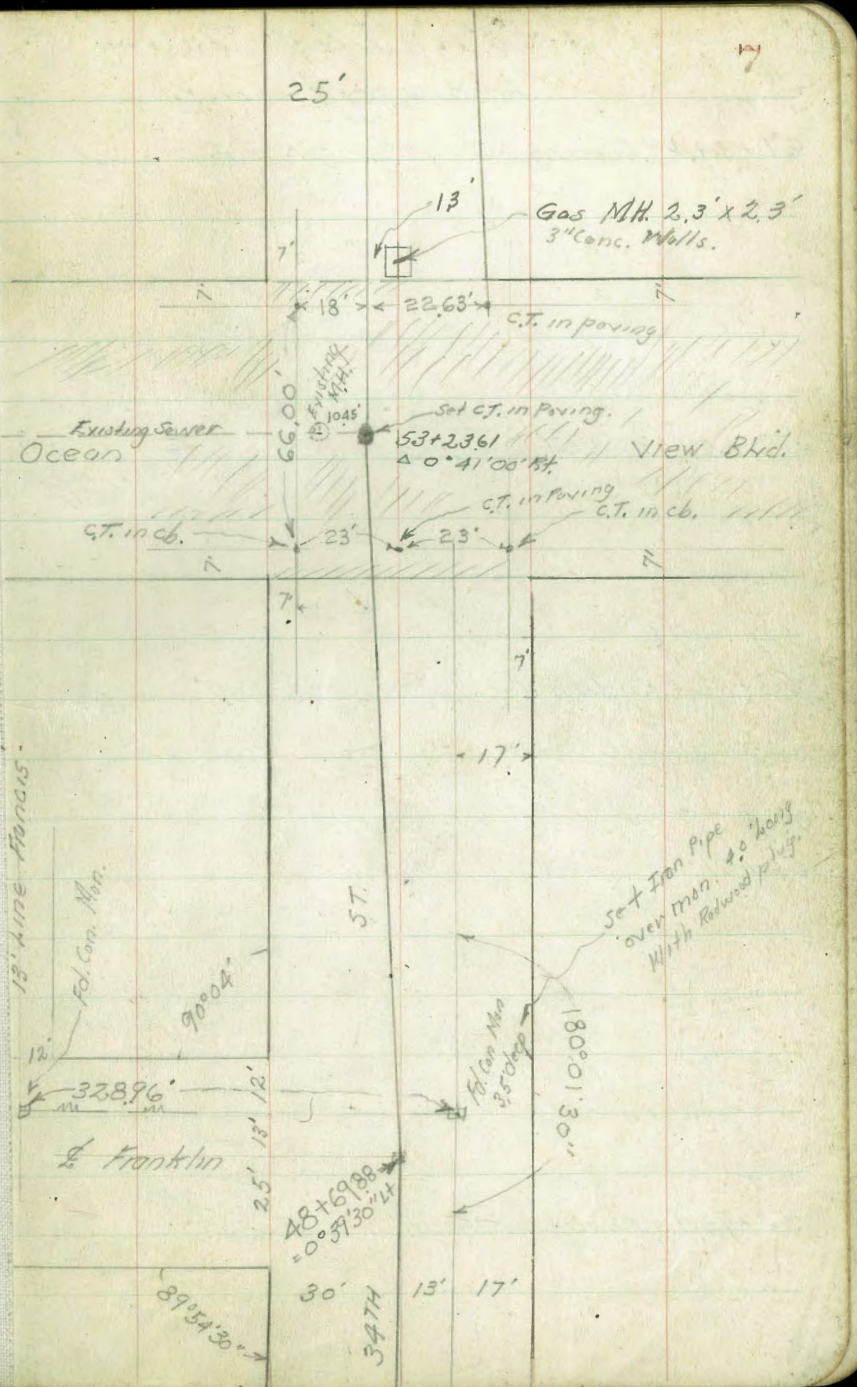 7
25'
13'
Gas M.H. 2.3' x 2.3'
3" Conc. Walls.
7'
7'
18'
22.63'
7'
C.T. in paving
66.00'
Existing
M.H.
10.45'
Set C.T. in Paving.
Existing Sewer
Ocean
53+23.61
Δ 0°41'00" Rt.
View Blvd.
C.T. in Paving
C.T. in cb.
C.T. in cb.
23'
23'
7'
7'
7'
7'
17'
Set Iron Pipe
over mon. 4.0' Long
With Redwood plug.
13' Line Francis
Fd. Con. Mon.
90°04'
ST.
Fd. Con. Mon
3.5' deep
180°01'30"
12'
328.96'
12'
13'
25'
℄ Franklin
48+69.88
= 0°59'30" Lt
30'
34TH
13'
17'
89°54'30"